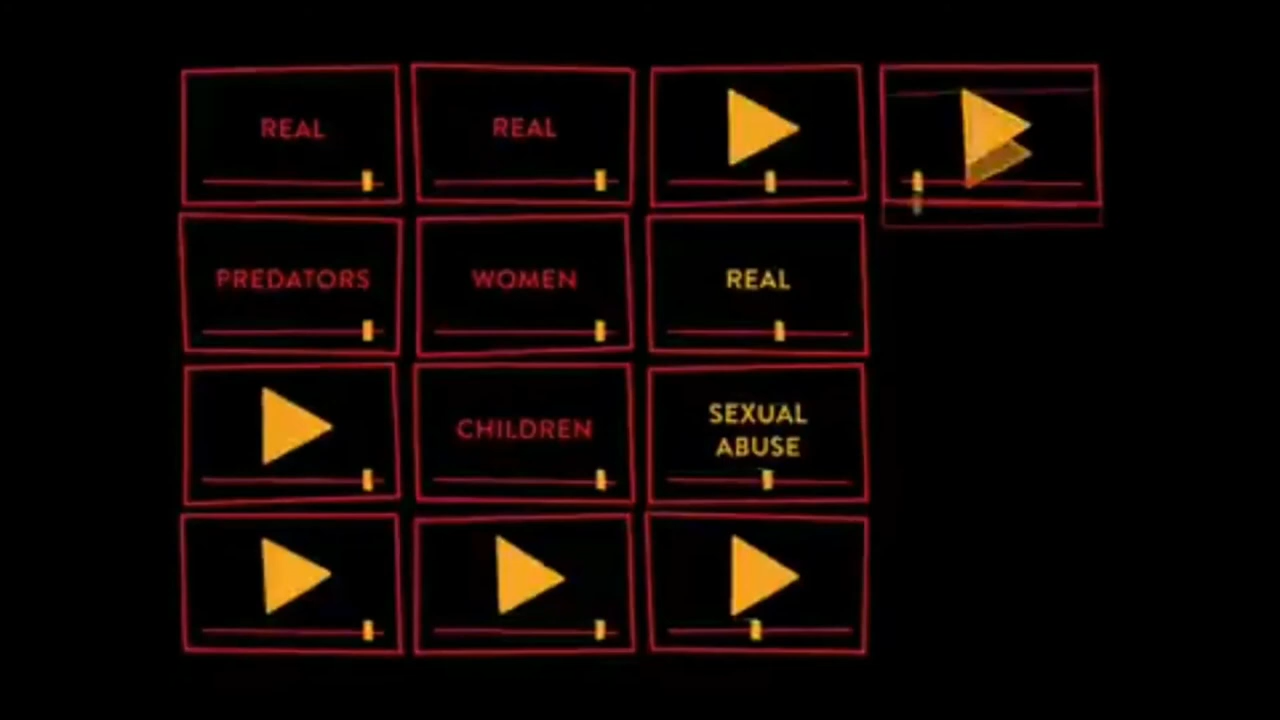 REAL
REAL
PREDATORS
WOMEN
REAL
CHILDREN
SEXUAL
ABUSE